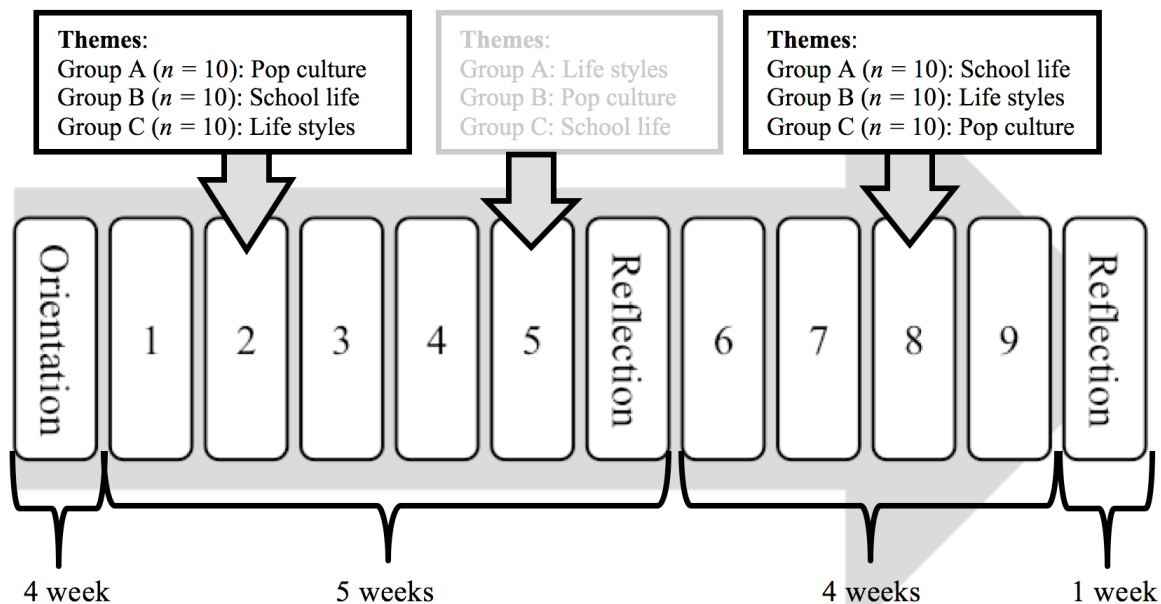 Themes:
Group A (n = 10): Pop culture
Group B (n = 10): School life
Group C (n = 10): Life styles
Themes:
Group A: Life styles
Group B: Pop culture
Group C: School life
Themes:
Group A (n = 10): School life
Group B (n = 10): Life styles
Group C (n = 10): Pop culture
Orientation
1
2
3
4
5
Reflection
6
7
8
9
Reflection
4 week
5 weeks
4 weeks
1 week